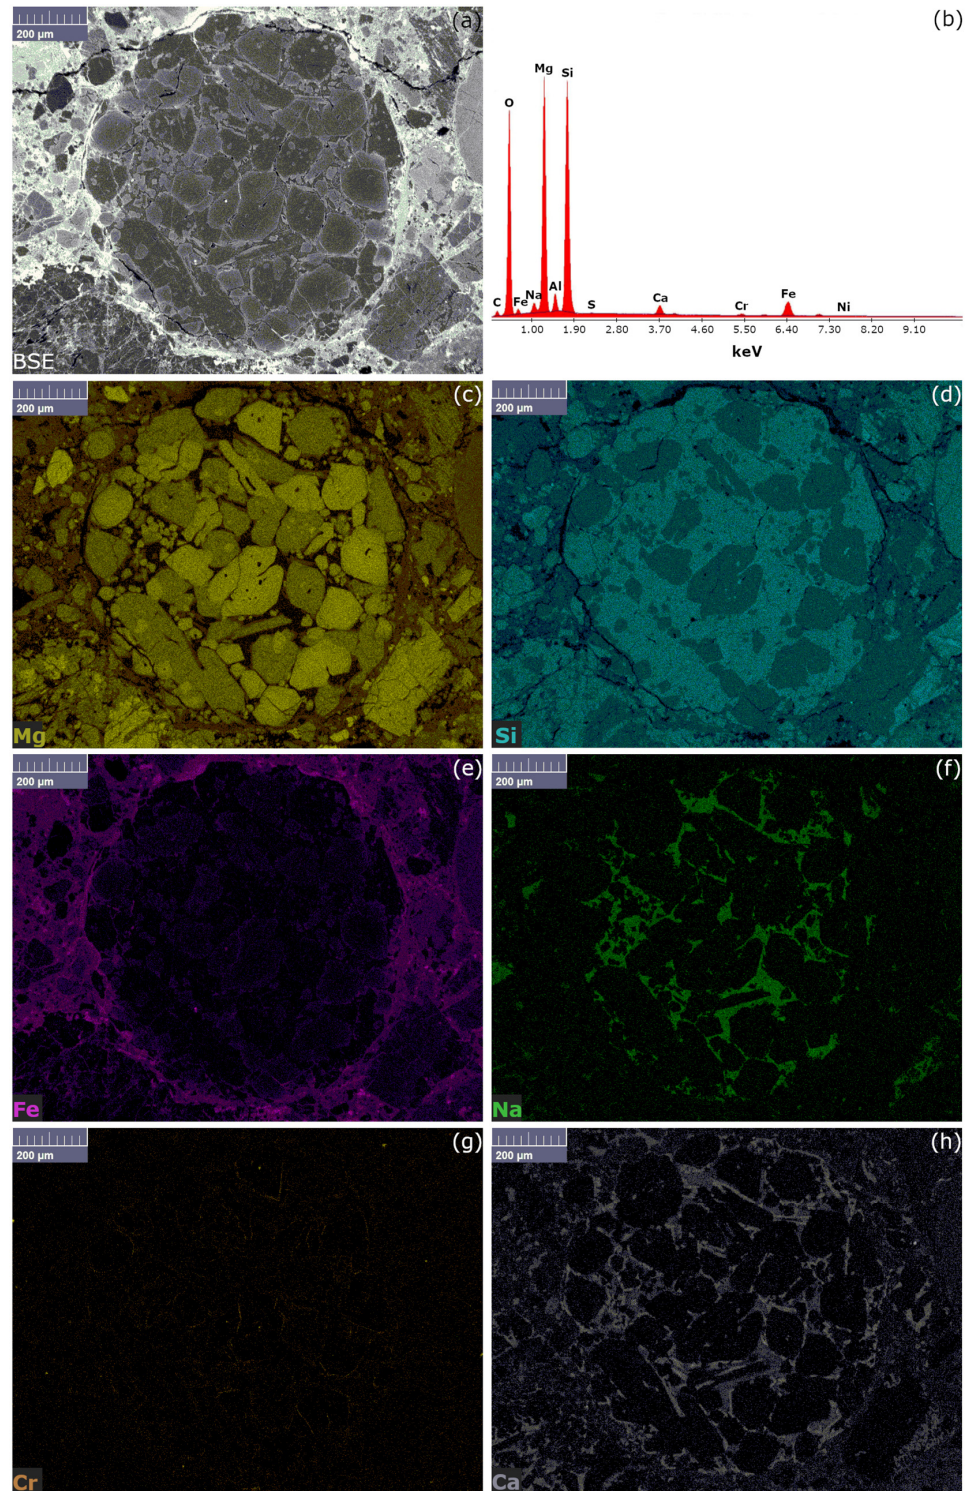 200 µm
(a)
BSE
(b)
O
Mg
Si
C
Fe
Na
Al
S
Ca
Cr
Fe
Ni
1.00 1.90 2.80 3.70 4.60 5.50 6.40 7.30 8.20 9.10
keV
200 µm
(c)
Mg
200 µm
(d)
Si
200 µm
(e)
Fe
200 µm
(f)
Na
200 µm
(g)
Cr
200 µm
(h)
Ca